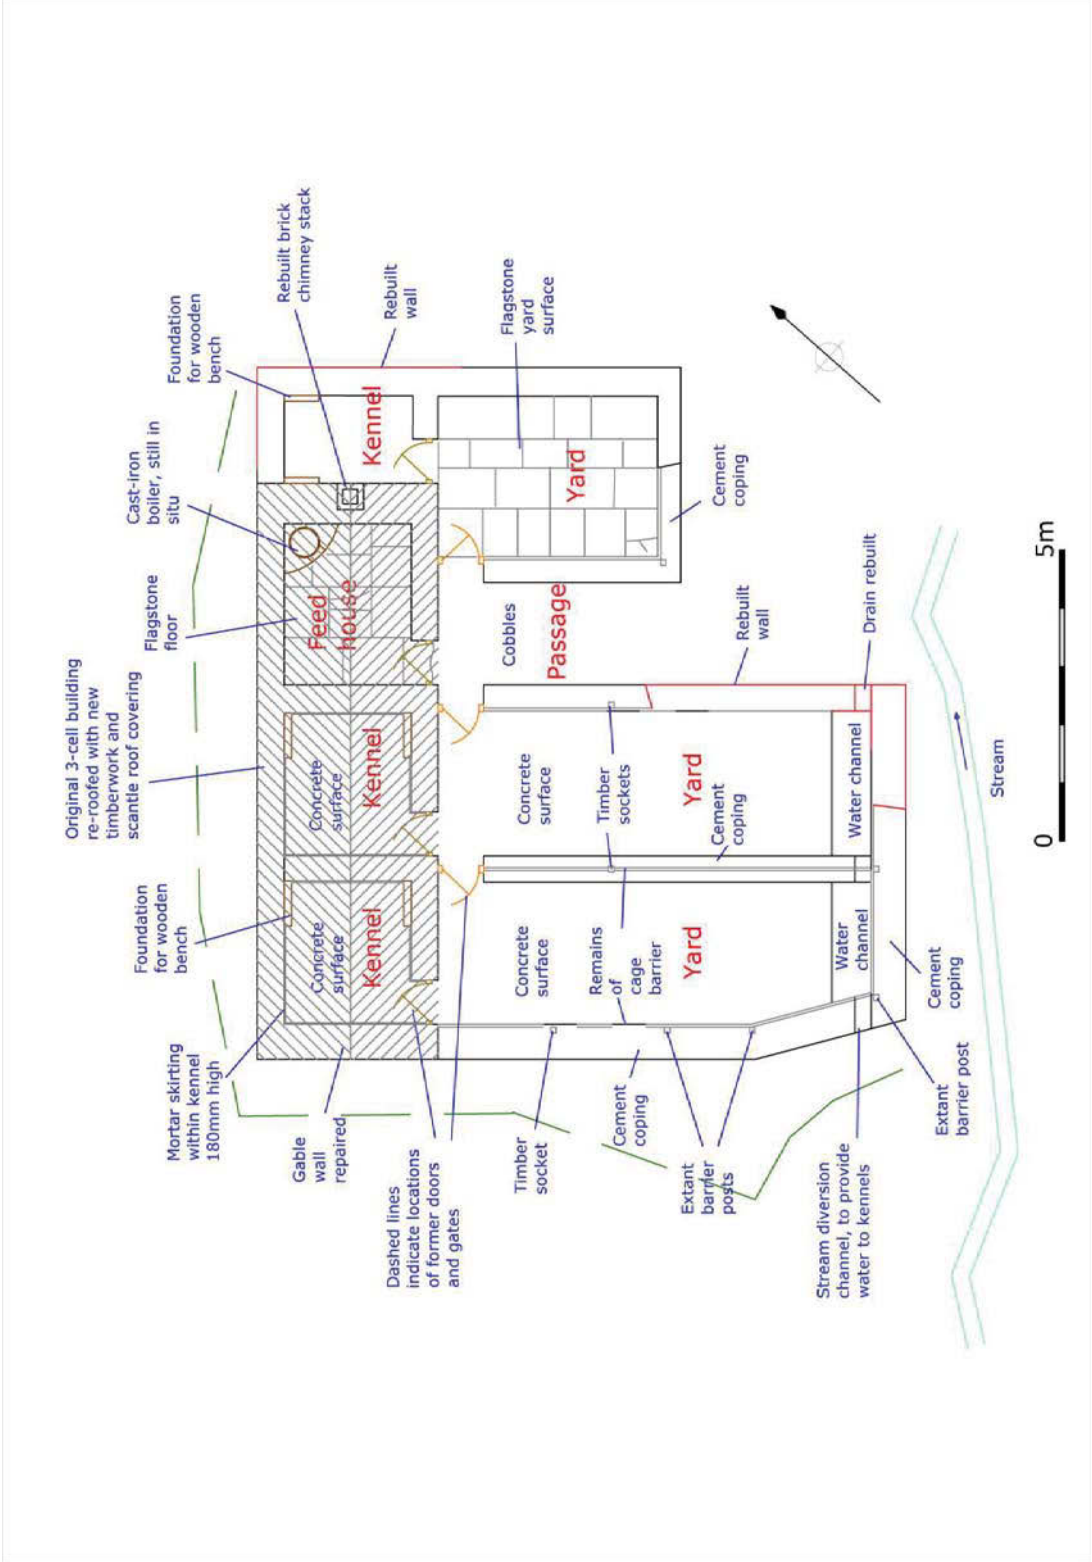 Original 3-cell building
re-roofed with new
timberwork and
scantle roof covering
Foundation
for wooden
bench
Mortar skirting
within kennel
180mm high
Gable
wall
repaired
Dashed lines
indicate locations
of former doors
and gates
Flagstone
floor
Cast-iron
boiler, still in
situ
Foundation
for wooden
bench
Rebuilt brick
chimney stack
Rebuilt
wall
Flagstone
yard
surface
Concrete
surface
Kennel
Concrete
surface
Kennel
Feed
house
Kennel
Timber
socket
Cement
coping
Extant
barrier
posts
Stream diversion
channel, to provide
water to kennels
Concrete
surface
Remains
of
cage
barrier
Yard
Water
channel
Concrete
surface
Timber
sockets
Yard
Cement
coping
Water channel
Cobbles
Passage
Yard
Cement
coping
Rebuilt
wall
Drain rebuilt
Extant
barrier post
Cement
coping
Stream
0
5m